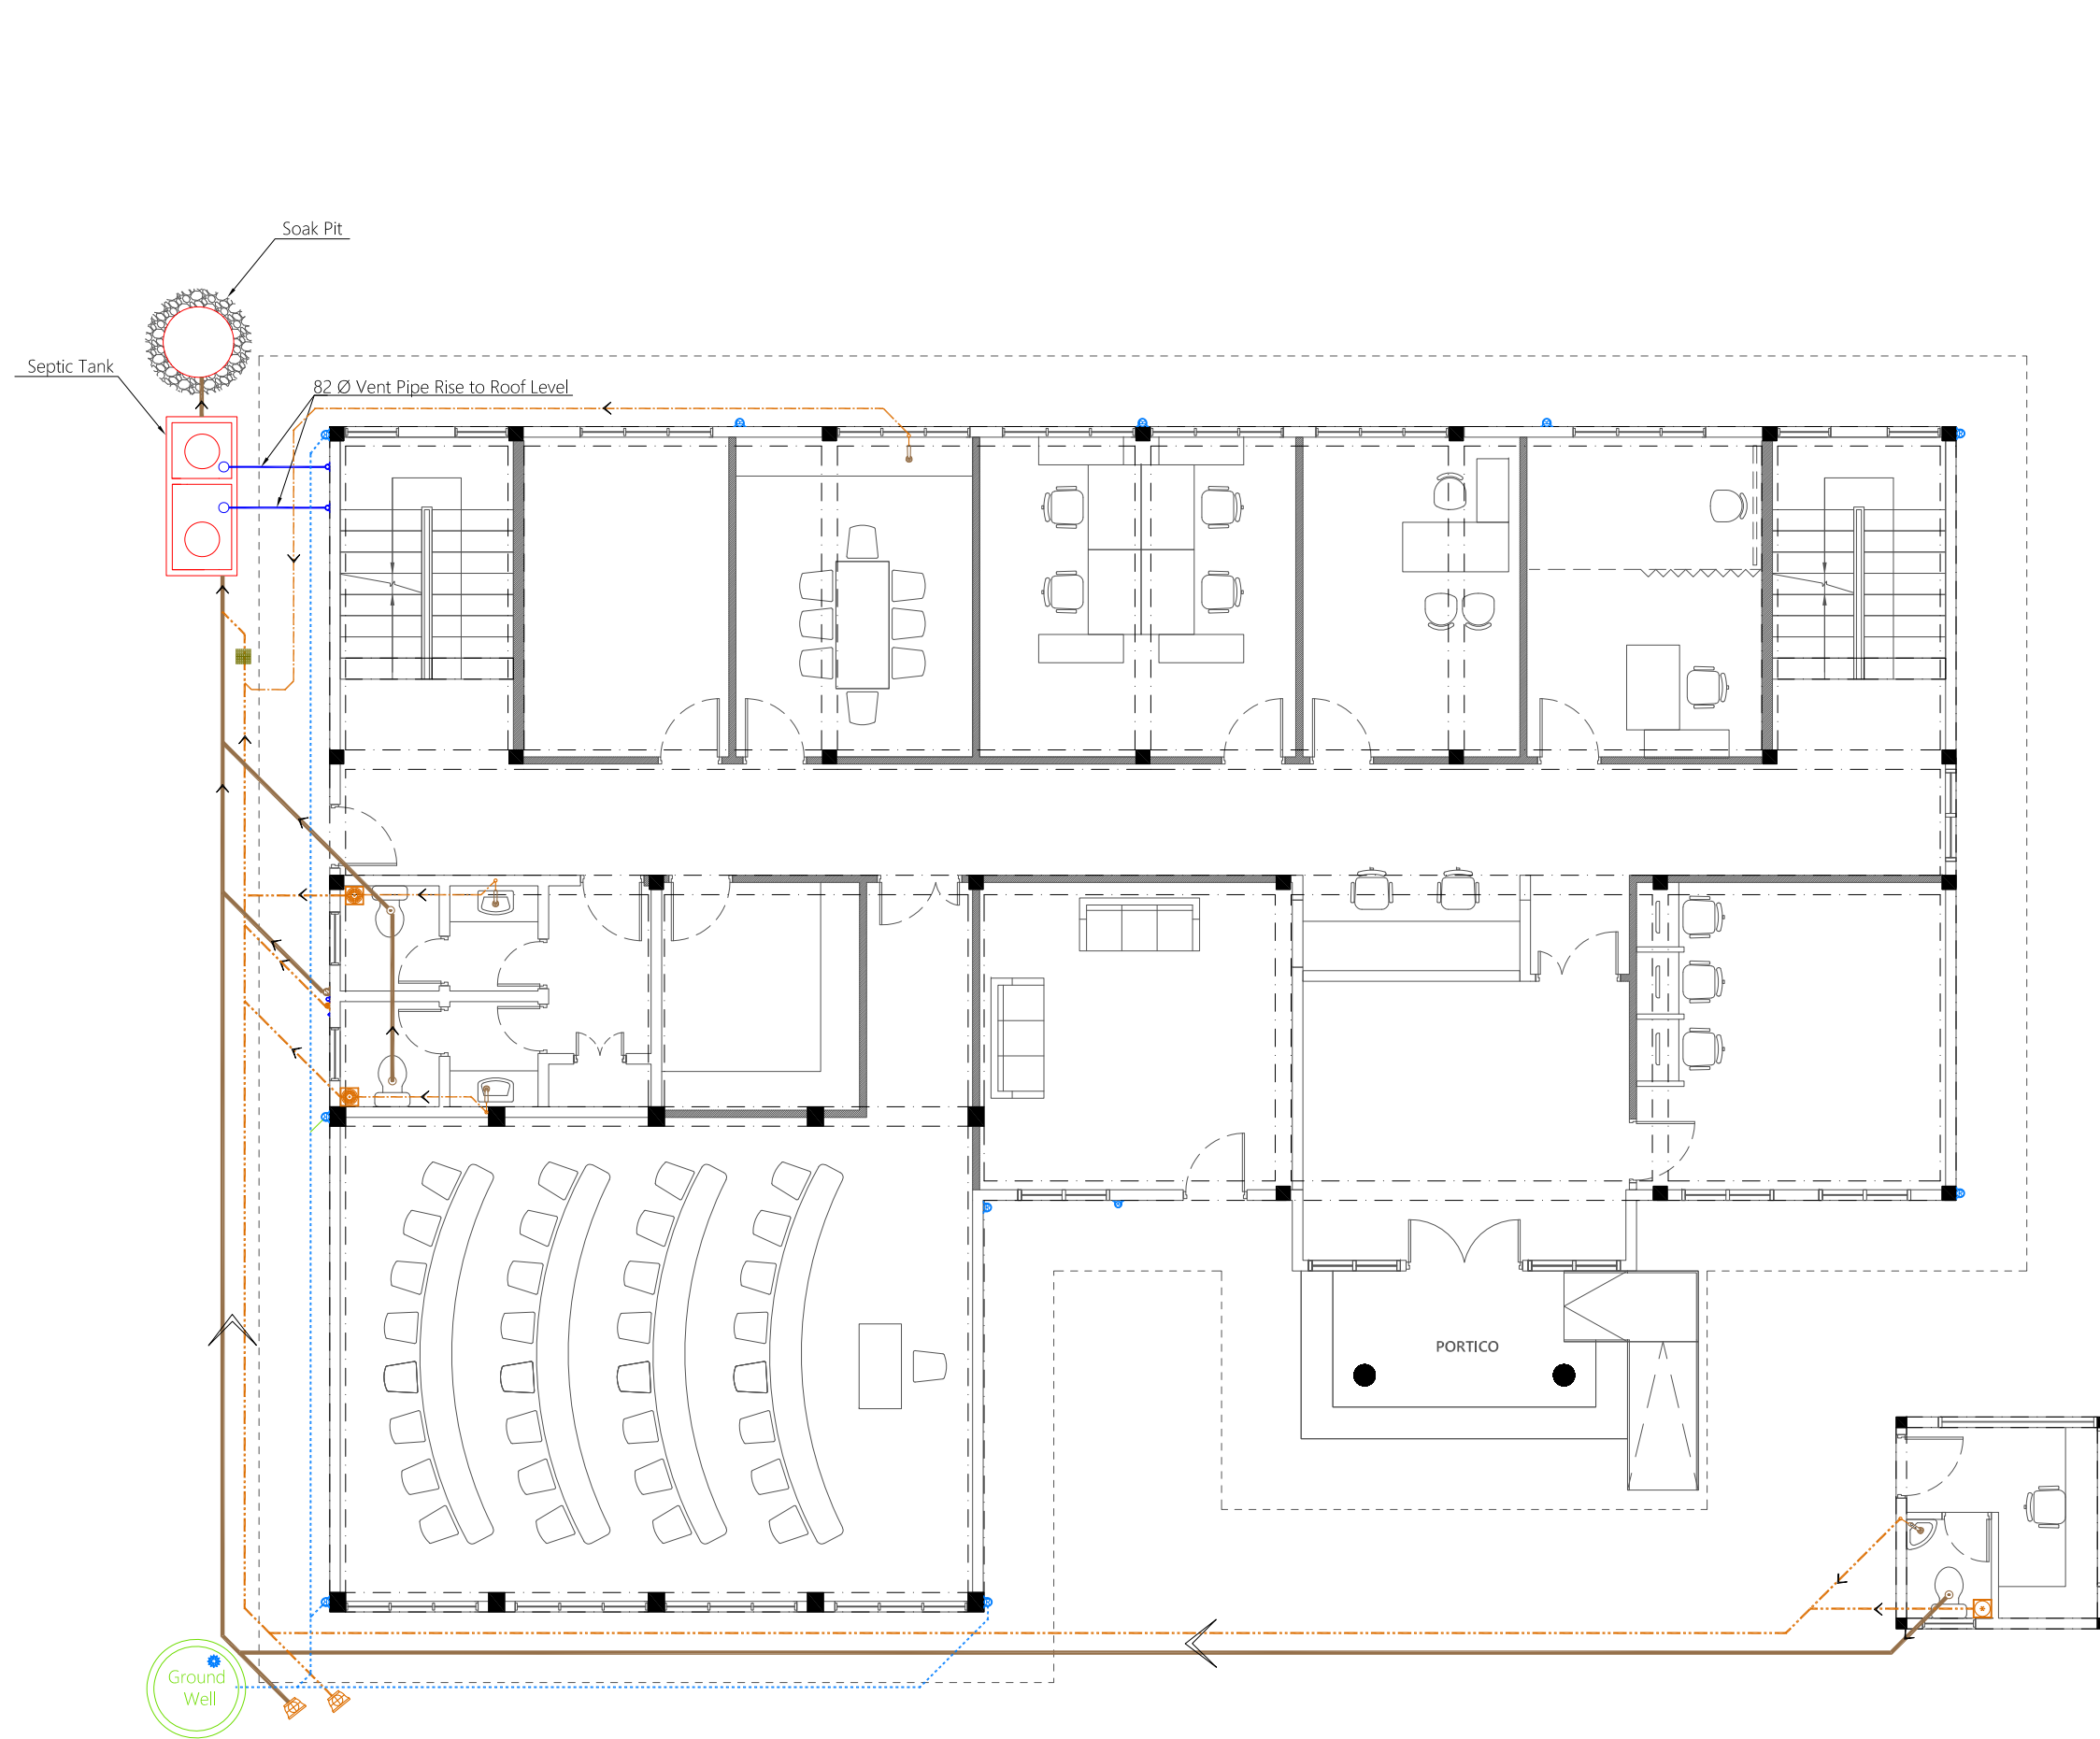 Soak Pit
Septic Tank
82 Ø Vent Pipe Rise to Roof Level
PORTICO
Ground
Well